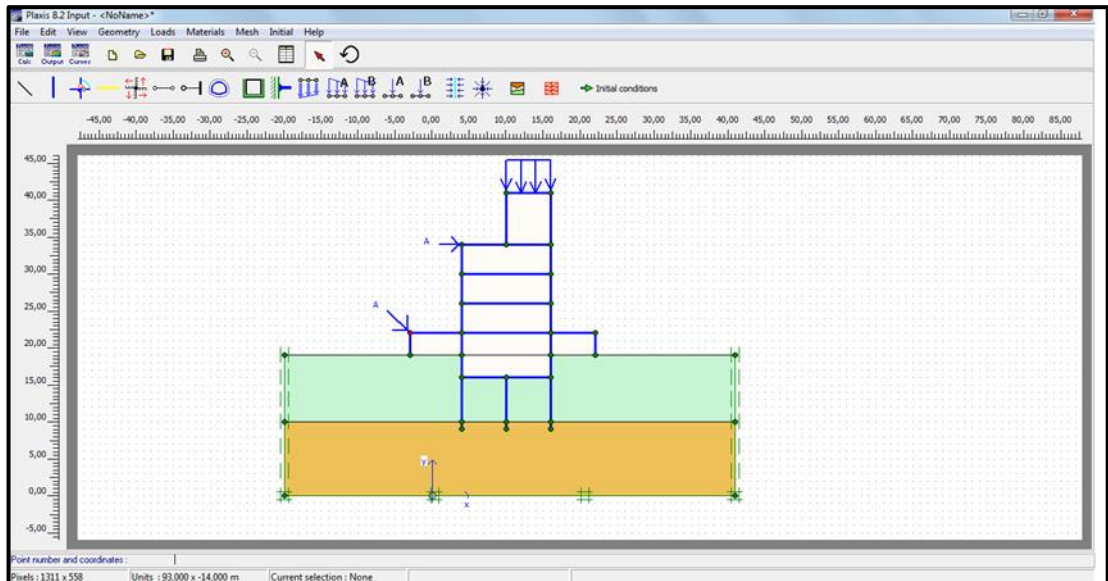 Plaxis 8.2 Input - <NoName>*
File Edit View Geometry Loads Materials Mesh Initial Help
Calc Output Curves
A B A B Initial conditions
-45,00 -40,00 -35,00 -30,00 -25,00 -20,00 -15,00 -10,00 -5,00 0,00 5,00 10,00 15,00 20,00 25,00 30,00 35,00 40,00 45,00 50,00 55,00 60,00 65,00 70,00 75,00 80,00 85,00
45,00
40,00
35,00
A
30,00
25,00
A
20,00
15,00
10,00
5,00
y
0,00
x
-5,00
Point number and coordinates :
Pixels : 1311 x 558 Units : 93.000 x -14.000 m Current selection : None